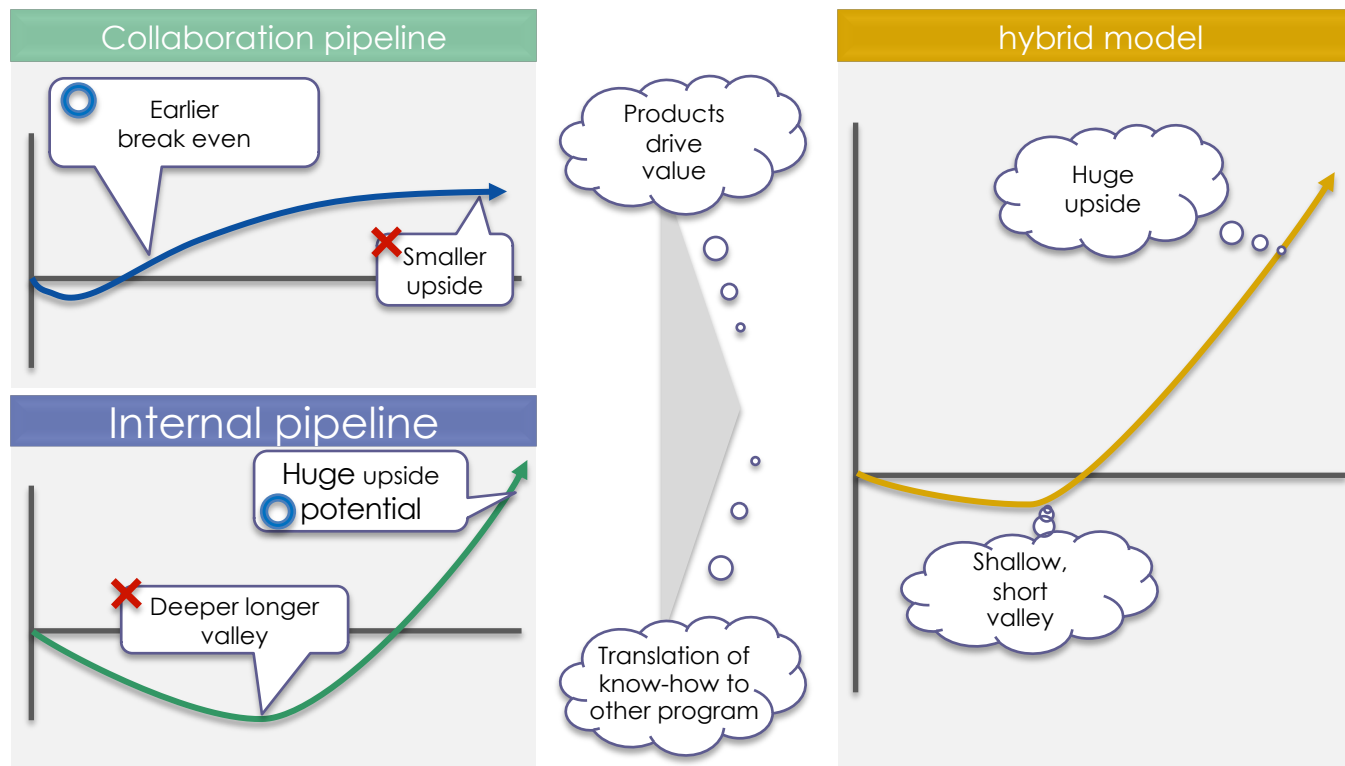 Collaboration pipeline
Earlier
break even
Smaller
upside
Internal pipeline
Huge upside
potential
Deeper longer
valley
Products
drive
value
Translation of
know-how to
other program
hybrid model
Huge
upside
Shallow,
short
valley